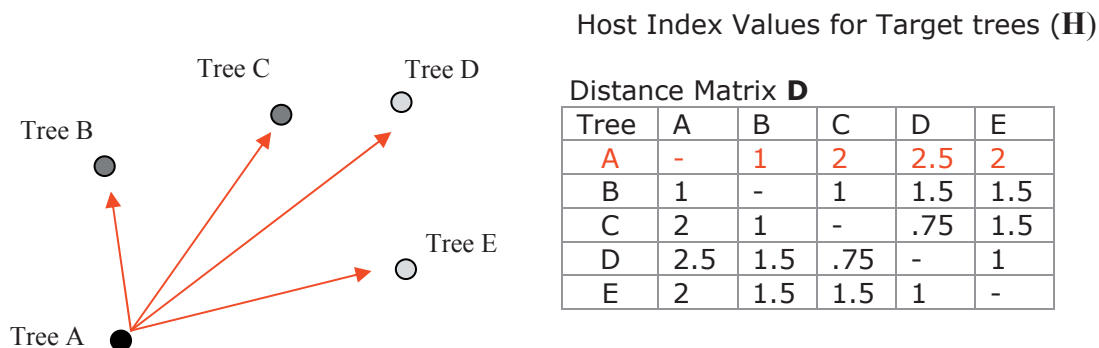 Host Index Values for Target trees (H)
Tree C
Tree D
Tree B
Tree E
Tree A
Distance Matrix D
Tree A B C D E
A - 1 2 2.5 2
B 1 - 1 1.5 1.5
C 2 1 - .75 1.5
D 2.5 1.5 .75 - 1
E 2 1.5 1.5 1 -